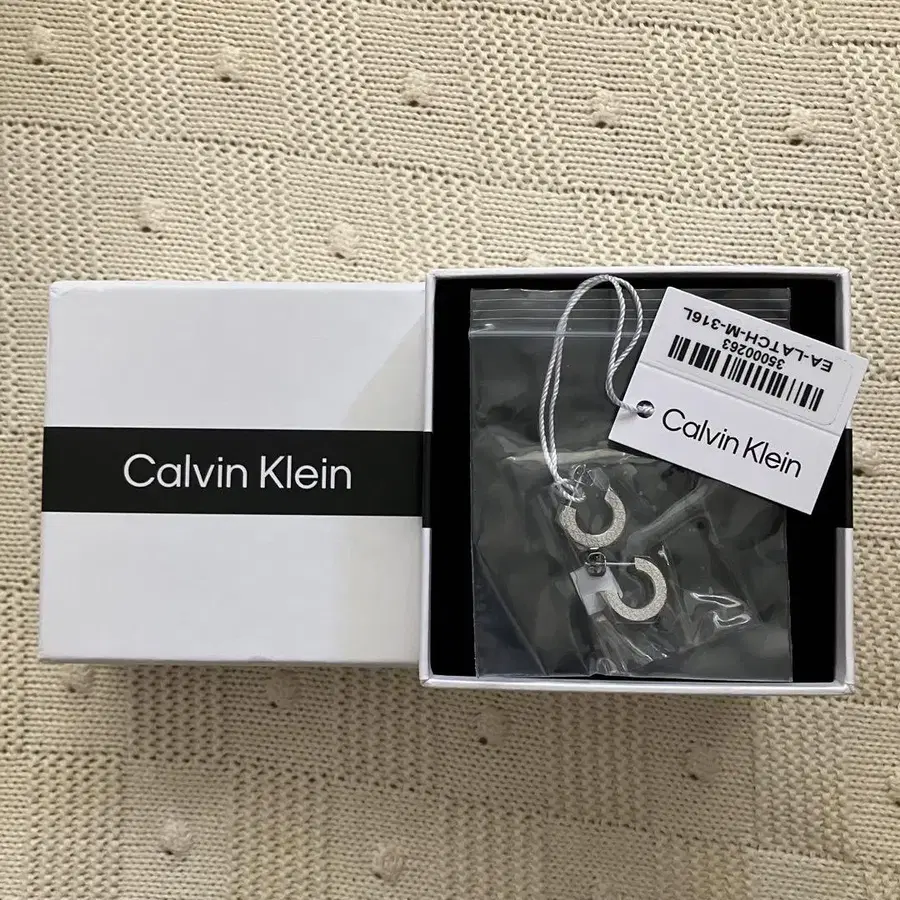 Calvin Klein
EA-LATCH-M-316L
35000263
Calvin Klein